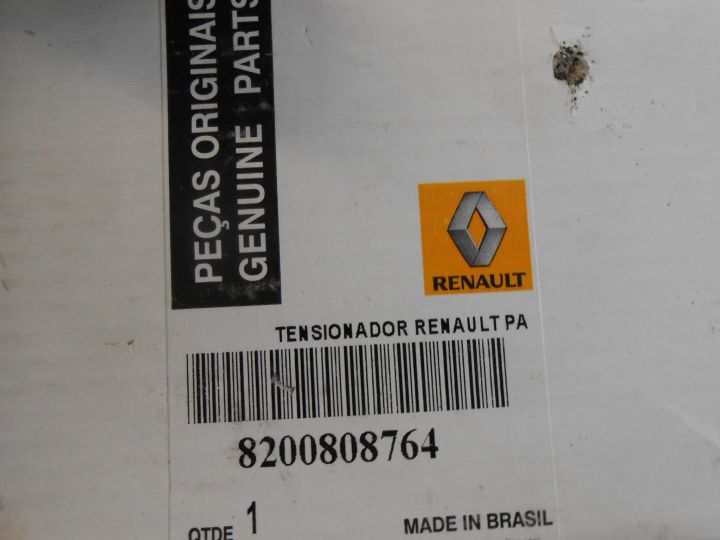 PEÇAS ORIGINAIS
GENUINE PARTS
RENAULT
TENSIONADOR RENAULT PA
8200808764
QTDE 1
MADE IN BRASIL